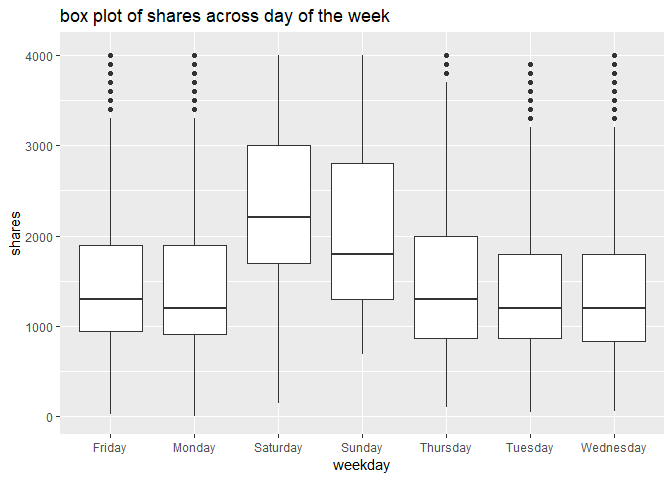 box plot of shares across day of the week
4000
3000
2000
1000
0
shares
Friday Monday Saturday Sunday Thursday Tuesday Wednesday
weekday